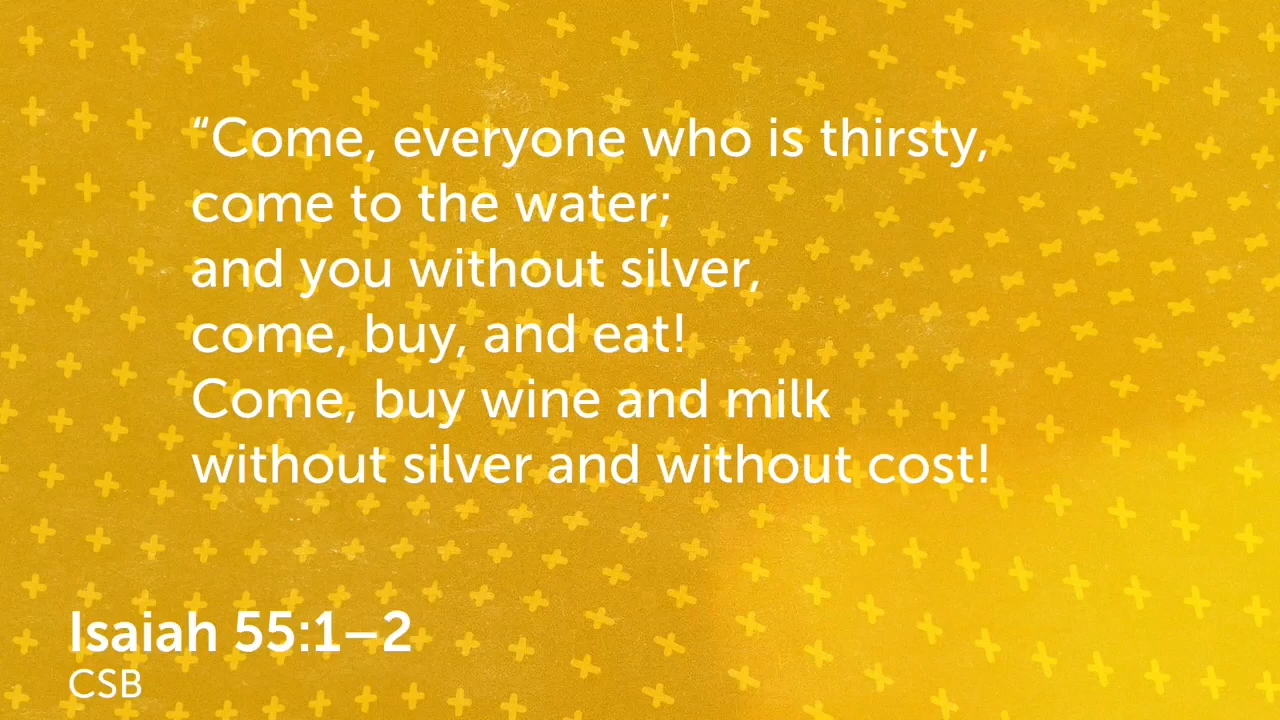 “Come, everyone who is thirsty,
come to the water;
and you without silver,
come, buy, and eat!
Come, buy wine and milk
without silver and without cost!
Isaiah 55:1–2
CSB